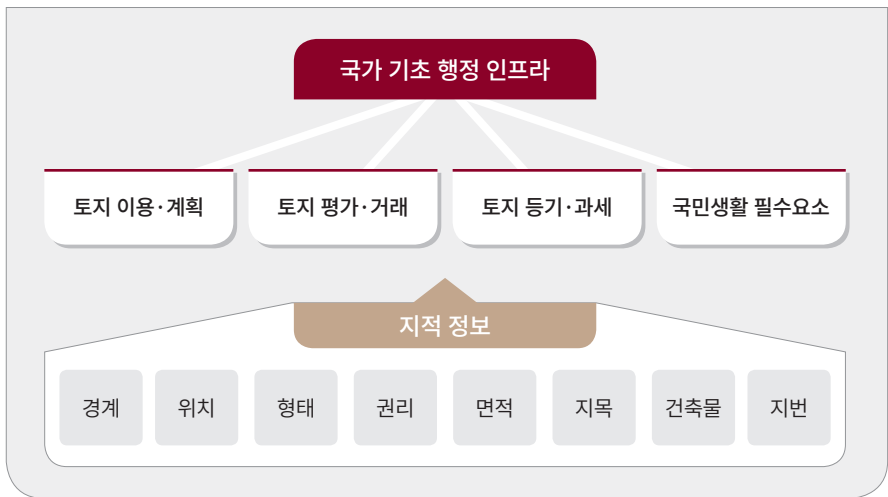 국가 기초 행정 인프라
토지 이용·계획
토지 평가·거래
토지 등기·과세
국민생활 필수요소
지적 정보
경계
위치
형태
권리
면적
지목
건축물
지번